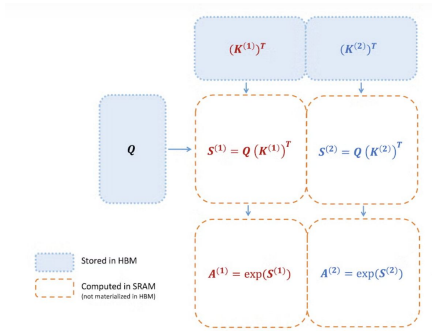 (K⁽¹⁾)ᵀ (K⁽²⁾)ᵀ
Q
S⁽¹⁾ = Q (K⁽¹⁾)ᵀ S⁽²⁾ = Q (K⁽²⁾)ᵀ
A⁽¹⁾ = exp(S⁽¹⁾) A⁽²⁾ = exp(S⁽²⁾)
Stored in HBM
Computed in SRAM
(not materialized in HBM)